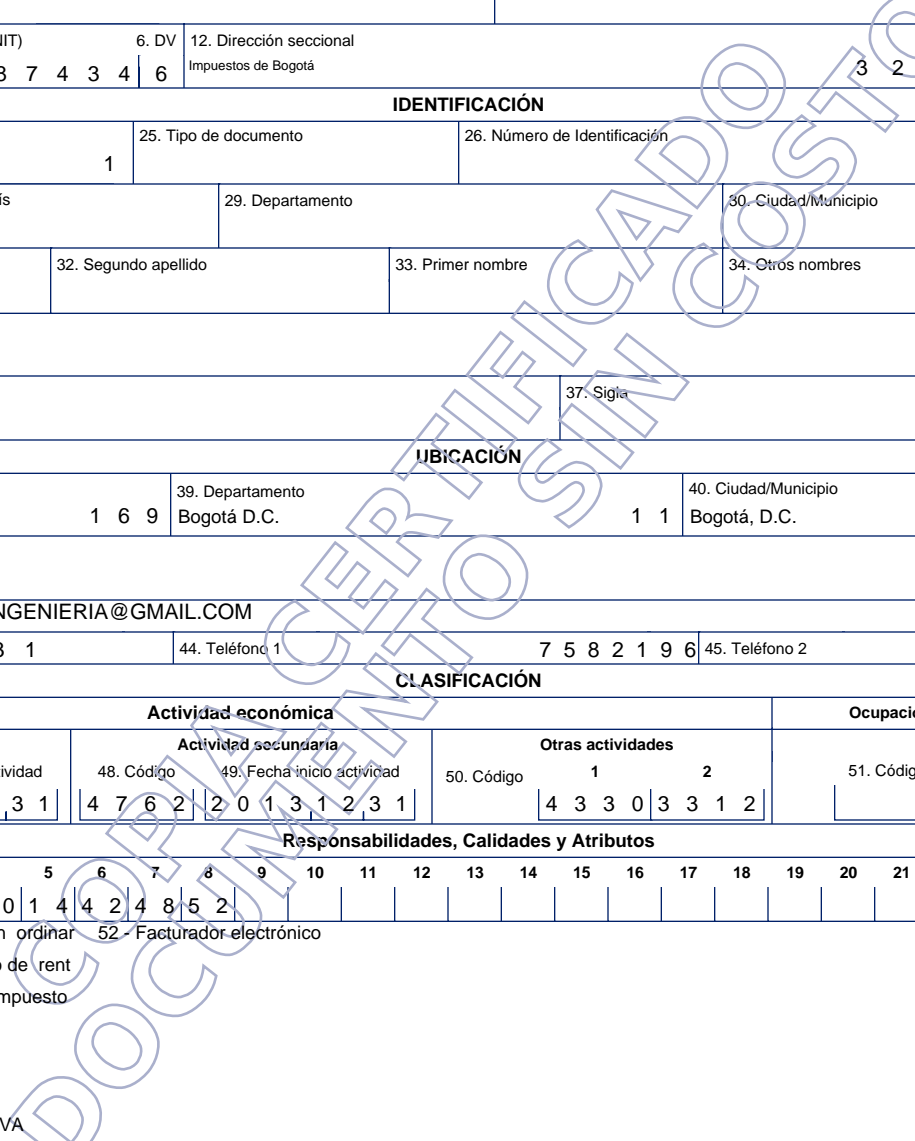 NIT) 6. DV 12. Dirección seccional
8 7 4 3 4 6 Impuestos de Bogotá 3 2
IDENTIFICACIÓN
25. Tipo de documento 26. Número de Identificación
1
ís 29. Departamento 30. Ciudad/Municipio
32. Segundo apellido 33. Primer nombre 34. Otros nombres
37. Sigla
UBICACIÓN
39. Departamento 40. Ciudad/Municipio
1 6 9 Bogotá D.C. 1 1 Bogotá, D.C.
NGENIERIA@GMAIL.COM
3 1 44. Teléfono 1 7 5 8 2 1 9 6 45. Teléfono 2
CLASIFICACIÓN
Actividad económica Ocupació
Actividad secundaria Otras actividades
ividad 48. Código 49. Fecha inicio actividad 50. Código 1 2 51. Códig
3 1 4 7 6 2 2 0 1 3 1 2 3 1 4 3 3 0 3 3 1 2
Responsabilidades, Calidades y Atributos
5 6 7 8 9 10 11 12 13 14 15 16 17 18 19 20 21
0 1 4 4 2 4 8 5 2
n ordinar 52 - Facturador electrónico
o de rent
mpuesto
VA
COPIA CERTIFICADO
DOCUMENTO SIN COSTO